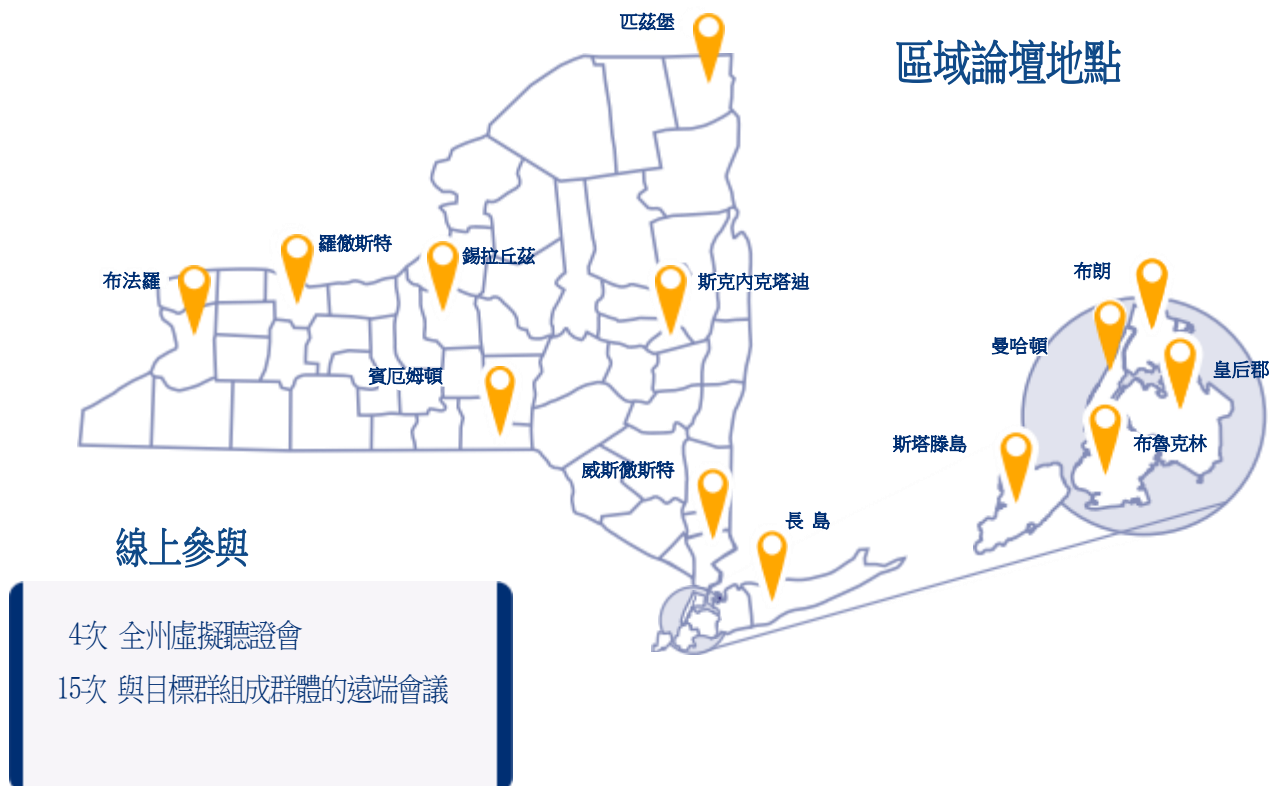 匹茲堡
區域論壇地點
羅徹斯特
錫拉丘茲
布法羅
斯克內克塔迪
布朗
曼哈頓
皇后郡
賓厄姆頓
斯塔滕島
布魯克林
威斯徹斯特
長 島
線上參與
4次 全州虛擬聽證會
15次 與目標群組成群體的遠端會議